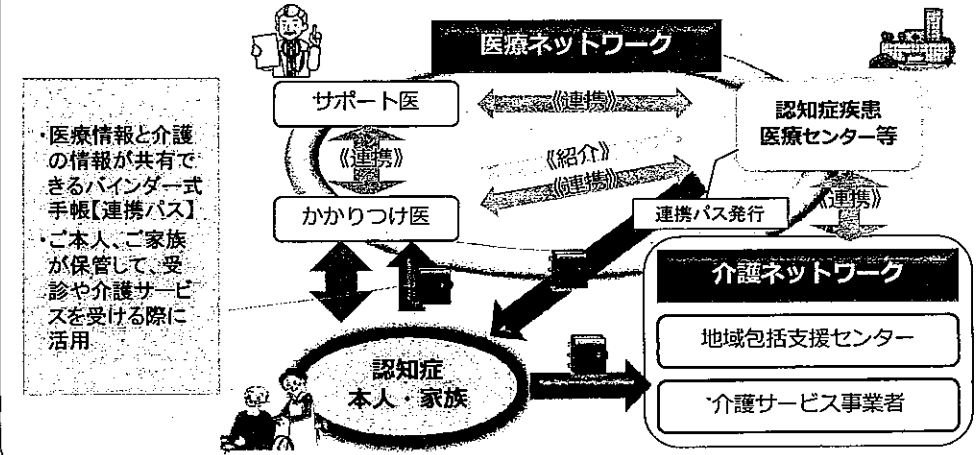 医療ネットワーク
サポート医
《連携》
認知症疾患
医療センター等
《連携》
《紹介》
《連携》
かかりつけ医
連携パス発行
《連携》
・医療情報と介護
の情報が共有で
きるバインダー式
手帳【連携パス】
・ご本人、ご家族
が保管して、受
診や介護サービ
スを受ける際に
活用
介護ネットワーク
地域包括支援センター
介護サービス事業者
認知症
本人・家族